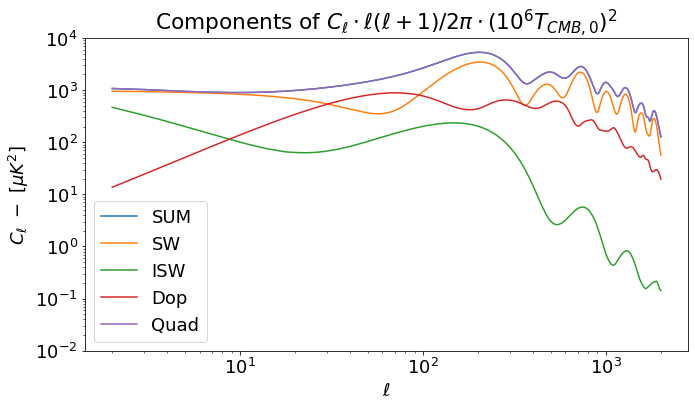 Components of $C_\ell \cdot \ell(\ell + 1)/2\pi \cdot (10^6 T_{CMB,0})^2$
$C_\ell$ − [$\mu K^2$]
10^4
10^3
10^2
10^1
10^0
10^−1
10^−2
SUM
SW
ISW
Dop
Quad
10^1 10^2 10^3
ℓ